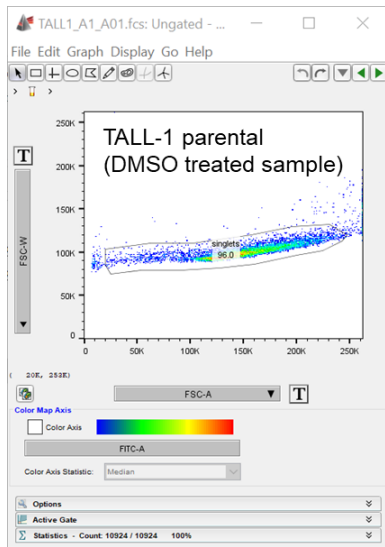 TALL1_A1_A01.fcs: Ungated - ...
File Edit Graph Display Go Help
250K
TALL-1 parental
(DMSO treated sample)
200K
T
150K
singlets
96.0
100K
FSC-W
50K
0
0 50K 100K 150K 200K 250K
( 20K, 253K)
FSC-A T
Color Map Axis
Color Axis
FITC-A
Color Axis Statistic: Median
Options
Active Gate
Σ Statistics - Count: 10924 / 10924 100%